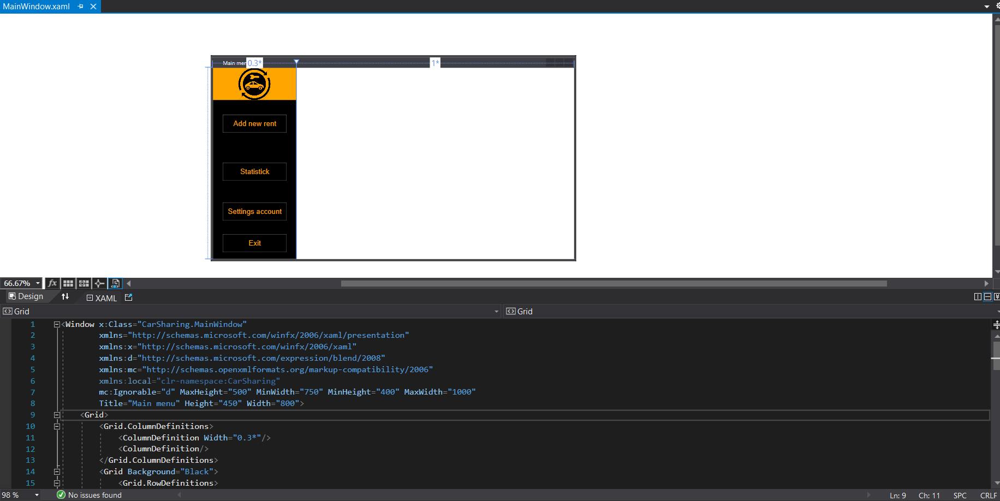 MainWindow.xaml
Main mer
0.3*
1*
Add new rent
Statistick
Settings account
Exit
66.67%
fx
Design
XAML
Grid
Grid
1 <Window x:Class="CarSharing.MainWindow"
2 xmlns="http://schemas.microsoft.com/winfx/2006/xaml/presentation"
3 xmlns:x="http://schemas.microsoft.com/winfx/2006/xaml"
4 xmlns:d="http://schemas.microsoft.com/expression/blend/2008"
5 xmlns:mc="http://schemas.openxmlformats.org/markup-compatibility/2006"
6 xmlns:local="clr-namespace:CarSharing"
7 mc:Ignorable="d" MaxHeight="500" MinWidth="750" MinHeight="400" MaxWidth="1000"
8 Title="Main menu" Height="450" Width="800">
9 <Grid>
10 <Grid.ColumnDefinitions>
11 <ColumnDefinition Width="0.3*"/>
12 <ColumnDefinition/>
13 </Grid.ColumnDefinitions>
14 <Grid Background="Black">
15 <Grid.RowDefinitions>
98 % No issues found Ln: 9 Ch: 11 SPC CRLF